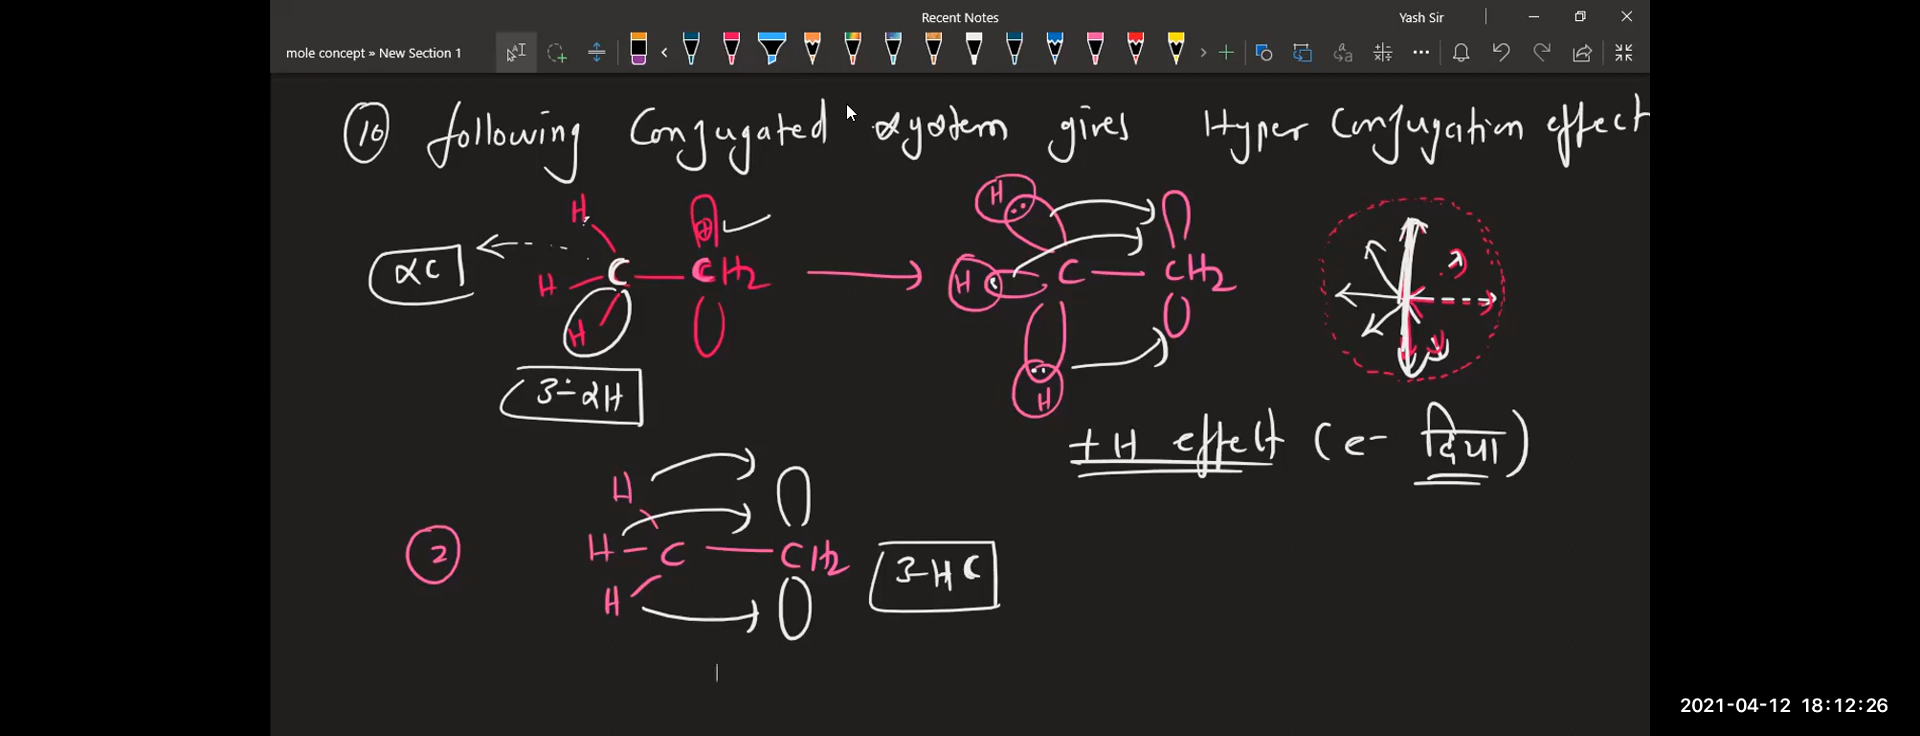 Recent Notes
Yash Sir
mole concept » New Section 1
10 following Conjugated system gives Hyper Conjugation effect
H
H C — CH2
H
αC
3-αH
H
H C — CH2
H
+H effect (e- दिया)
2
H
H – C — CH2
H
3-HC
2021-04-12 18:12:26